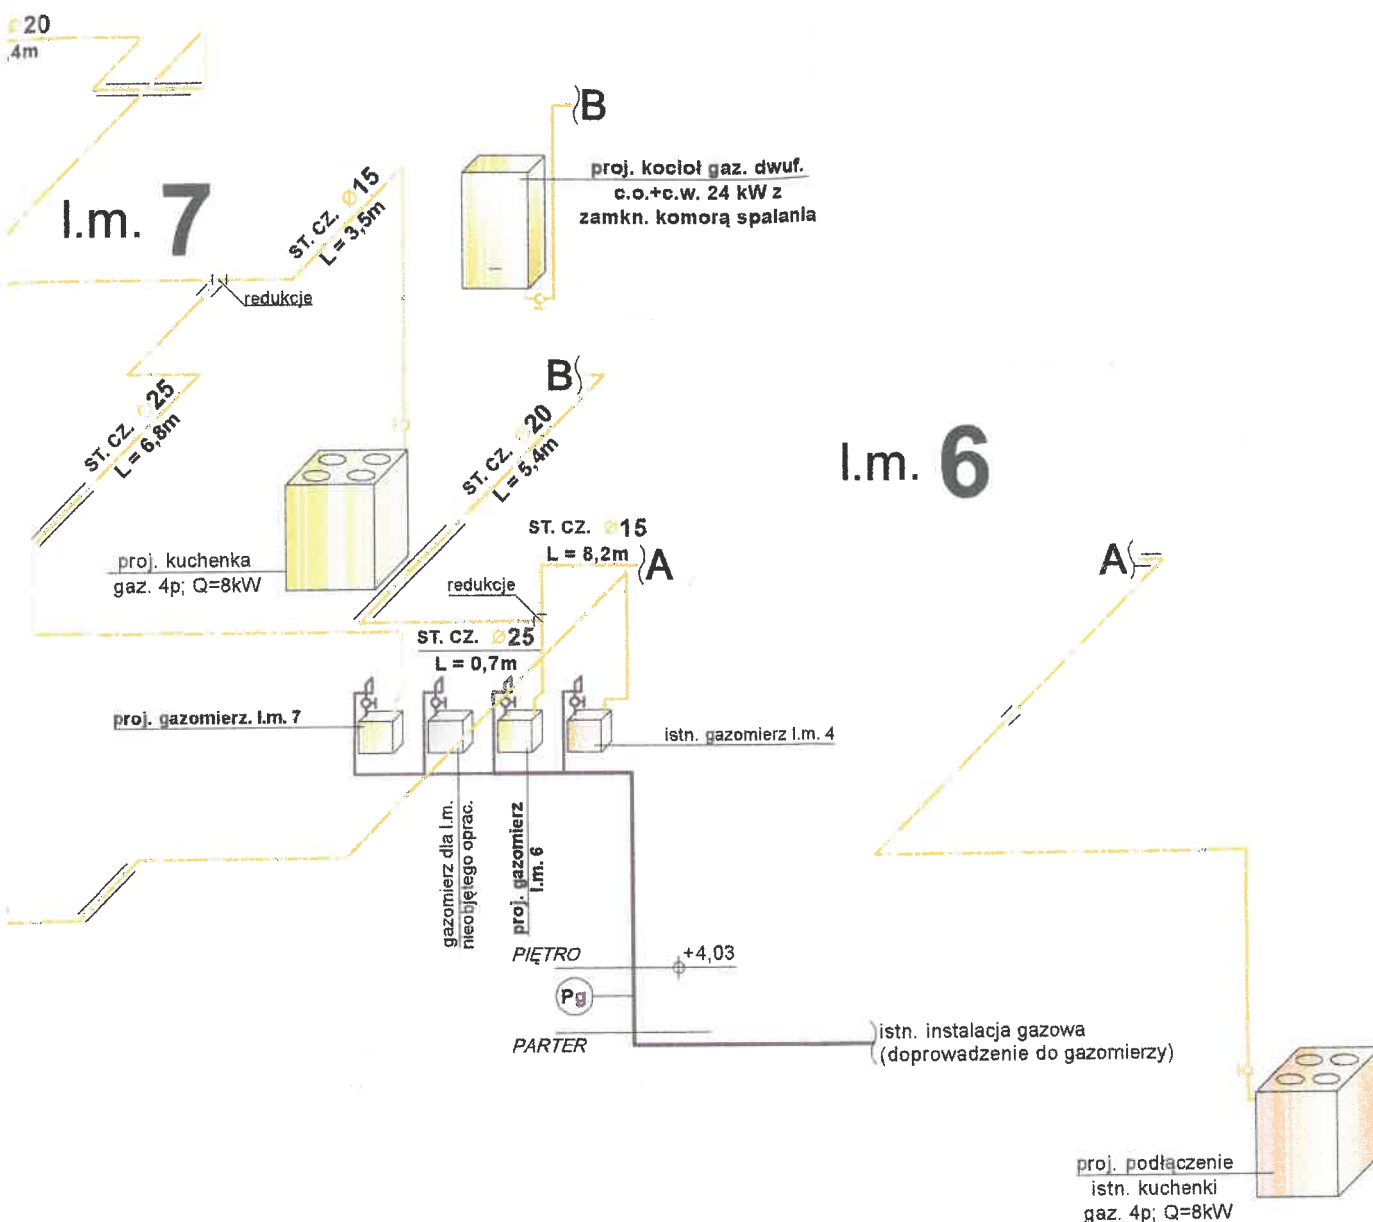 ø 20
,4m
B
proj. kocioł gaz. dwuf.
c.o.+c.w. 24 kW z
zamkn. komorą spalania
l.m. 7
ST. CZ. ø15
L = 3,5m
redukcje
B
ST. CZ. ø25
L = 6,8m
ST. CZ. ø20
L = 5,4m
l.m. 6
ST. CZ. ø15
L = 8,2m
A
A
proj. kuchenka
gaz. 4p; Q=8kW
redukcje
ST. CZ. ø25
L = 0,7m
proj. gazomierz. l.m. 7
istn. gazomierz l.m. 4
gazomierz dla l.m.
nieobjętego oprac.
proj. gazomierz
l.m. 6
PIĘTRO
+4,03
Pg
PARTER
istn. instalacja gazowa
(doprowadzenie do gazomierzy)
proj. podłączenie
istn. kuchenki
gaz. 4p; Q=8kW